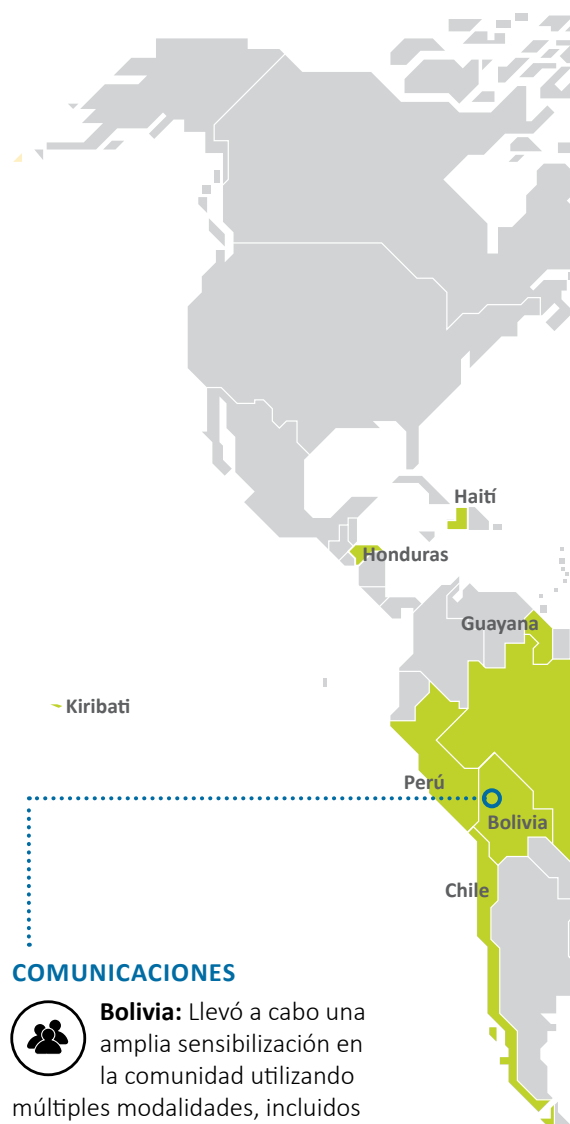 Haití
Honduras
Guayana
Kiribati
Perú
Bolivia
Chile
COMUNICACIONES
Bolivia: Llevó a cabo una
amplia sensibilización en
la comunidad utilizando
múltiples modalidades, incluidos